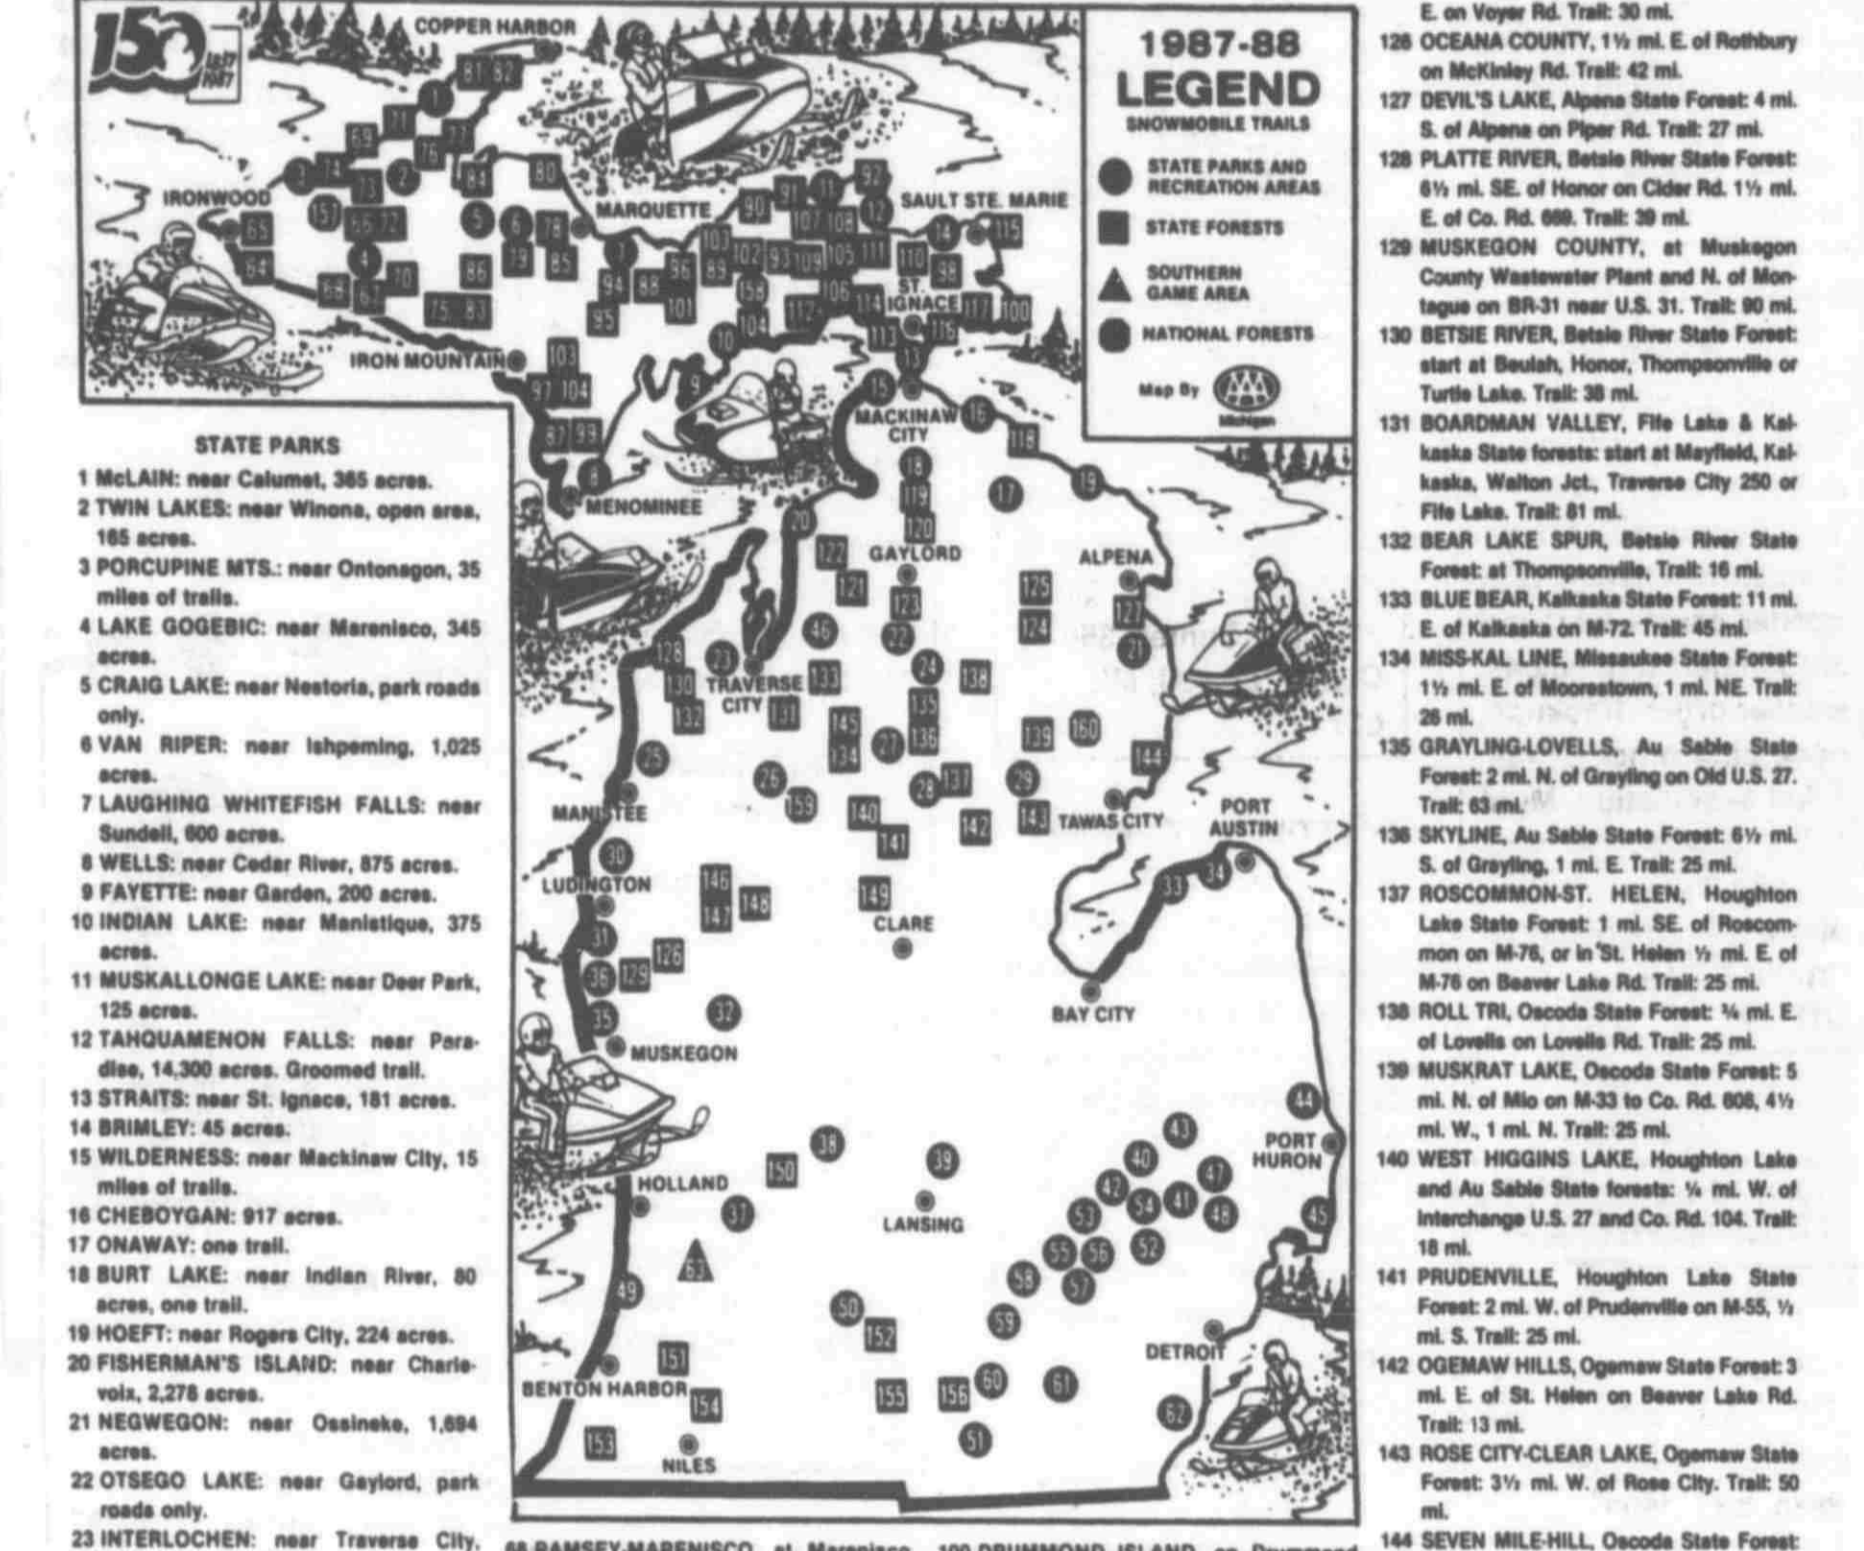 150
1837
1987
COPPER HARBOR
IRONWOOD
MARQUETTE
SAULT STE. MARIE
ST.
IGNACE
IRON MOUNTAIN
MACKINAW
CITY
MENOMINEE
GAYLORD
ALPENA
TRAVERSE
CITY
MANISTEE
TAWAS CITY
PORT
AUSTIN
LUDINGTON
CLARE
BAY CITY
MUSKEGON
PORT
HURON
HOLLAND
LANSING
DETROIT
BENTON HARBOR
NILES
1987-88
LEGEND
SNOWMOBILE TRAILS
STATE PARKS AND
RECREATION AREAS
STATE FORESTS
SOUTHERN
GAME AREA
NATIONAL FORESTS
Map By
Michigan
STATE PARKS
1 McLAIN: near Calumet, 365 acres.
2 TWIN LAKES: near Winona, open area,
165 acres.
3 PORCUPINE MTS.: near Ontonagon, 35
miles of trails.
4 LAKE GOGEBIC: near Marenisco, 345
acres.
5 CRAIG LAKE: near Nestoria, park roads
only.
6 VAN RIPER: near Ishpeming, 1,025
acres.
7 LAUGHING WHITEFISH FALLS: near
Sundell, 600 acres.
8 WELLS: near Cedar River, 875 acres.
9 FAYETTE: near Garden, 200 acres.
10 INDIAN LAKE: near Manistique, 375
acres.
11 MUSKALLONGE LAKE: near Deer Park,
125 acres.
12 TAHQUAMENON FALLS: near Para-
dise, 14,300 acres. Groomed trail.
13 STRAITS: near St. Ignace, 181 acres.
14 BRIMLEY: 45 acres.
15 WILDERNESS: near Mackinaw City, 15
miles of trails.
16 CHEBOYGAN: 917 acres.
17 ONAWAY: one trail.
18 BURT LAKE: near Indian River, 80
acres, one trail.
19 HOEFT: near Rogers City, 224 acres.
20 FISHERMAN'S ISLAND: near Charle-
voix, 2,278 acres.
21 NEGWEGON: near Ossineke, 1,694
acres.
22 OTSEGO LAKE: near Gaylord, park
roads only.
23 INTERLOCHEN: near Traverse City,
68 RAMSEY-MARENISCO, at Marenisco
100 DRUMMOND ISLAND, on Drummond
E. on Voyer Rd. Trail: 30 mi.
126 OCEANA COUNTY, 1½ mi. E. of Rothbury
on McKinley Rd. Trail: 42 mi.
127 DEVIL'S LAKE, Alpena State Forest: 4 mi.
S. of Alpena on Piper Rd. Trail: 27 mi.
128 PLATTE RIVER, Betsie River State Forest:
6½ mi. SE. of Honor on Cider Rd. 1½ mi.
E. of Co. Rd. 669. Trail: 39 mi.
129 MUSKEGON COUNTY, at Muskegon
County Wastewater Plant and N. of Mon-
tague on BR-31 near U.S. 31. Trail: 90 mi.
130 BETSIE RIVER, Betsie River State Forest:
start at Beulah, Honor, Thompsonville or
Turtle Lake. Trail: 38 mi.
131 BOARDMAN VALLEY, Fife Lake & Kal-
kaska State forests: start at Mayfield, Kal-
kaska, Walton Jct., Traverse City 250 or
Fife Lake. Trail: 81 mi.
132 BEAR LAKE SPUR, Betsie River State
Forest: at Thompsonville, Trail: 16 mi.
133 BLUE BEAR, Kalkaska State Forest: 11 mi.
E. of Kalkaska on M-72. Trail: 45 mi.
134 MISS-KAL LINE, Missaukee State Forest:
1½ mi. E. of Moorestown, 1 mi. NE. Trail:
26 mi.
135 GRAYLING-LOVELLS, Au Sable State
Forest: 2 mi. N. of Grayling on Old U.S. 27.
Trail: 63 mi.
136 SKYLINE, Au Sable State Forest: 6½ mi.
S. of Grayling, 1 mi. E. Trail: 25 mi.
137 ROSCOMMON-ST. HELEN, Houghton
Lake State Forest: 1 mi. SE. of Roscom-
mon on M-76, or in St. Helen ½ mi. E. of
M-76 on Beaver Lake Rd. Trail: 25 mi.
138 ROLL TRI, Oscoda State Forest: ¾ mi. E.
of Lovells on Lovells Rd. Trail: 25 mi.
139 MUSKRAT LAKE, Oscoda State Forest: 5
mi. N. of Mio on M-33 to Co. Rd. 608, 4½
mi. W., 1 mi. N. Trail: 25 mi.
140 WEST HIGGINS LAKE, Houghton Lake
and Au Sable State forests: ¼ mi. W. of
Interchange U.S. 27 and Co. Rd. 104. Trail:
18 mi.
141 PRUDENVILLE, Houghton Lake State
Forest: 2 mi. W. of Prudenville on M-55, ½
mi. S. Trail: 25 mi.
142 OGEMAW HILLS, Ogemaw State Forest: 3
mi. E. of St. Helen on Beaver Lake Rd.
Trail: 13 mi.
143 ROSE CITY-CLEAR LAKE, Ogemaw State
Forest: 3½ mi. W. of Rose City. Trail: 50
mi.
144 SEVEN MILE-HILL, Oscoda State Forest: